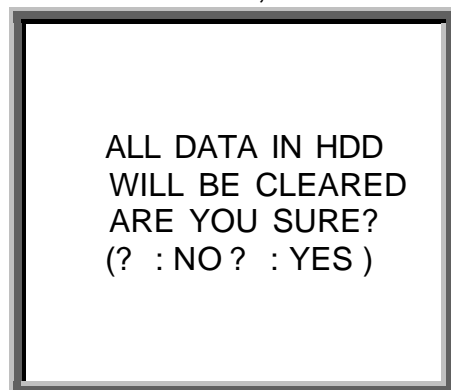 ALL DATA IN HDD
WILL BE CLEARED
ARE YOU SURE?
(? : NO ? : YES )